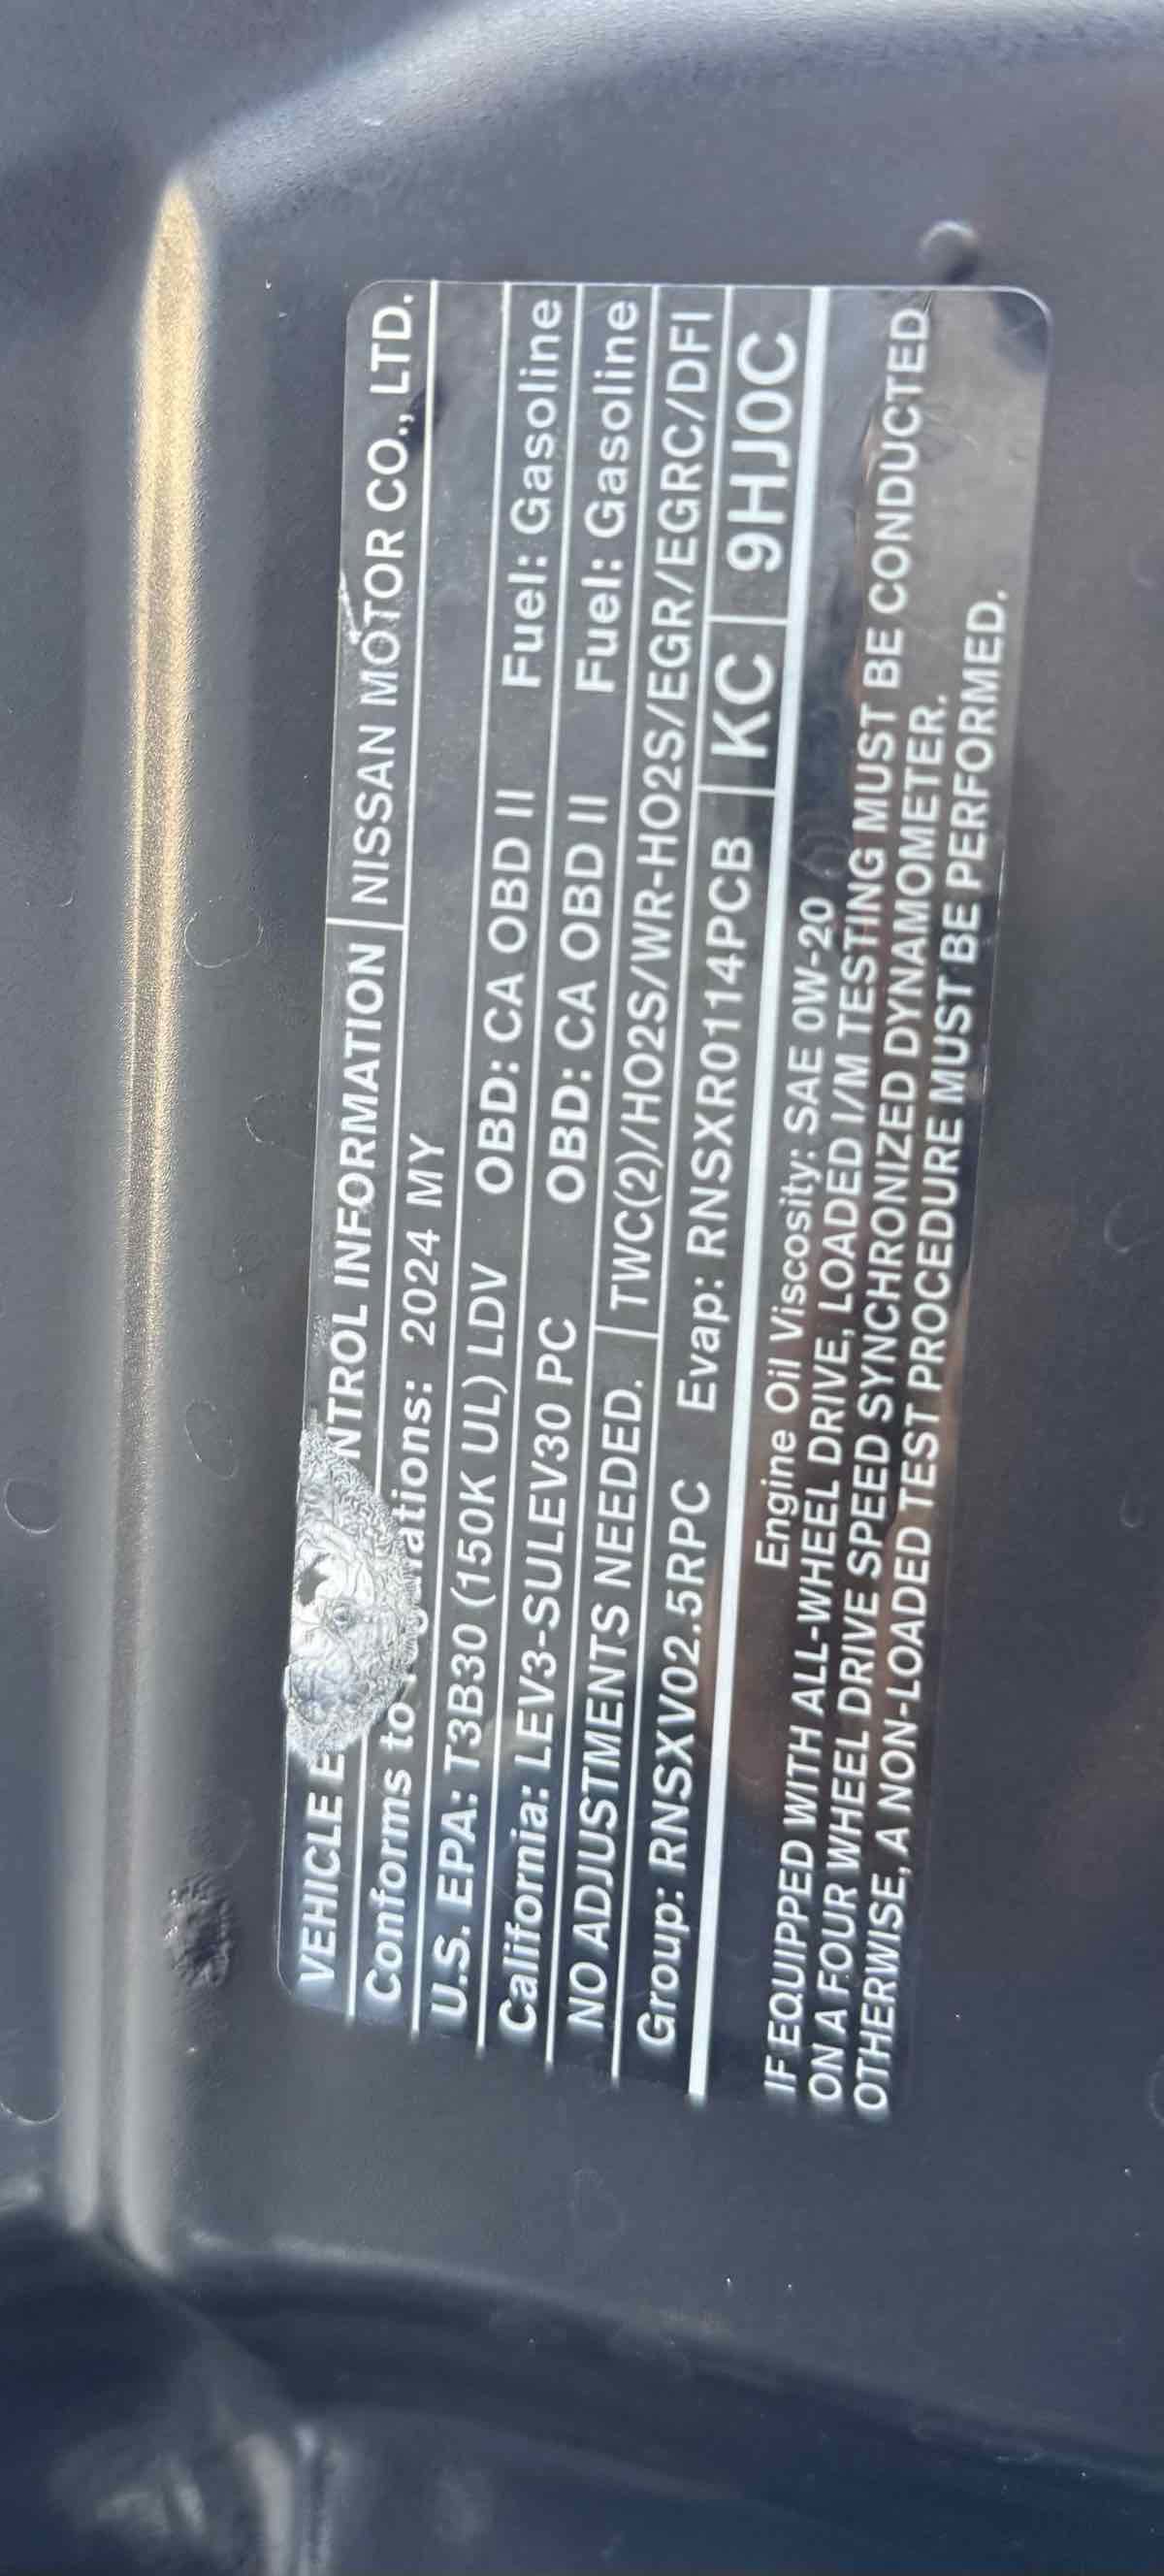 VEHICLE E NTROL INFORMATION NISSAN MOTOR CO., LTD.
Conforms to 2024 MY
U.S. EPA: T3B30 (150K UL) LDV OBD: CA OBD II Fuel: Gasoline
California: LEV3-SULEV30 PC OBD: CA OBD II Fuel: Gasoline
NO ADJUSTMENTS NEEDED. TWC(2)/HO2S/WR-HO2S/EGR/EGRC/DFI
Group: RNSXV02.5RPC Evap: RNSXR0114PCB KC 9HJ0C
Engine Oil Viscosity: SAE 0W-20
IF EQUIPPED WITH ALL-WHEEL DRIVE, LOADED I/M TESTING MUST BE CONDUCTED
ON A FOUR WHEEL DRIVE SPEED SYNCHRONIZED DYNAMOMETER.
OTHERWISE, A NON-LOADED TEST PROCEDURE MUST BE PERFORMED.